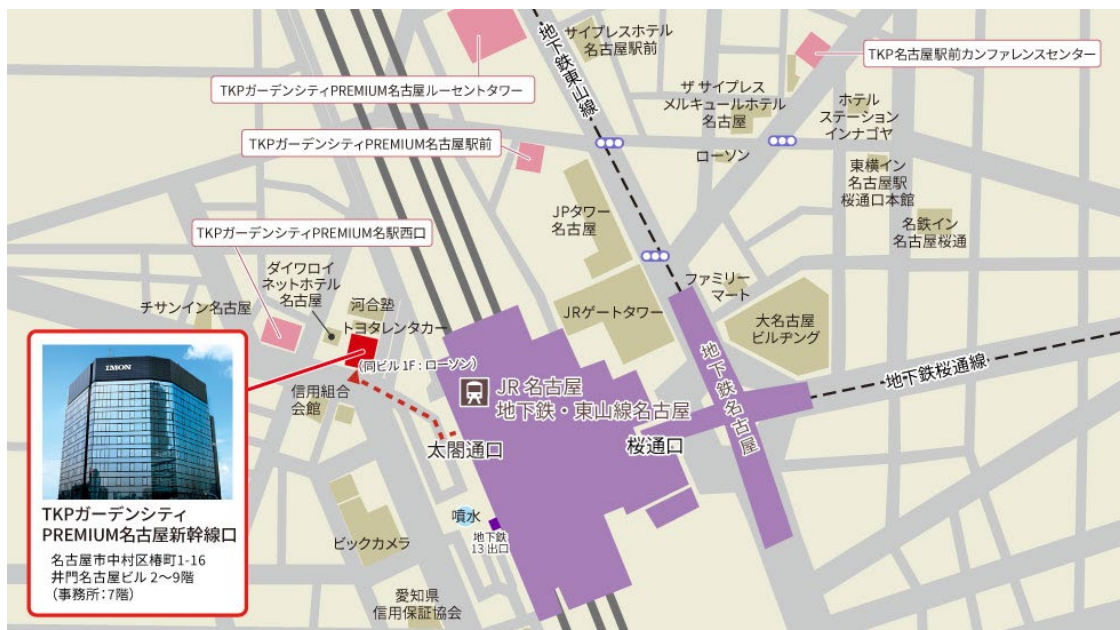 サイプレスホテル
名古屋駅前
地下鉄東山線
TKP名古屋駅前カンファレンスセンター
TKPガーデンシティPREMIUM名古屋ルーセントタワー
ザ サイプレス
メルキュールホテル
名古屋
ホテル
ステーション
インナゴヤ
TKPガーデンシティPREMIUM名古屋駅前
ローソン
東横イン
名古屋駅
桜通口本館
JPタワー
名古屋
名鉄イン
名古屋桜通
TKPガーデンシティPREMIUM名駅西口
ダイワロイ
ネットホテル
名古屋
ファミリー
マート
チサンイン名古屋
河合塾
トヨタレンタカー
JRゲートタワー
大名古屋
ビルヂング
(同ビル 1F:ローソン)
地下鉄名古屋
地下鉄桜通線
信用組合
会館
JR 名古屋
地下鉄・東山線名古屋
太閤通口
桜通口
IMON
噴水
地下鉄
13出口
ビックカメラ
愛知県
信用保証協会
TKPガーデンシティ
PREMIUM名古屋新幹線口
名古屋市中村区椿町1-16
井門名古屋ビル 2〜9階
(事務所:7階)